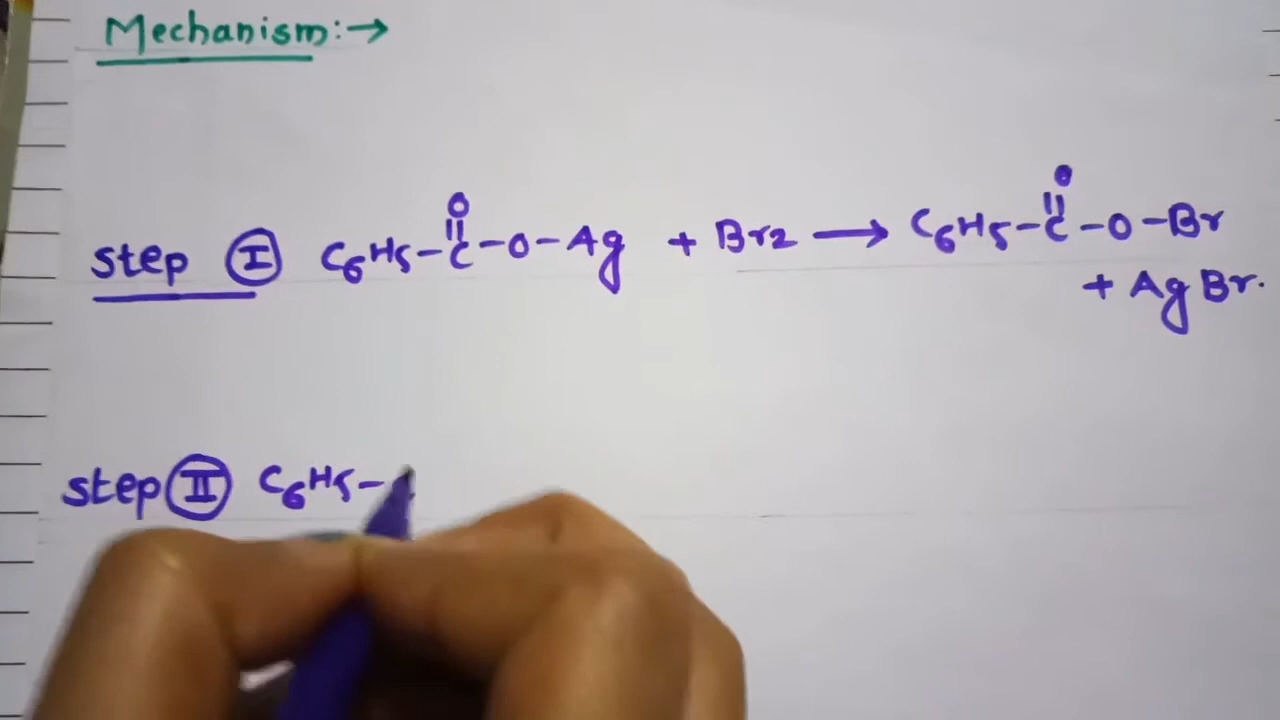 Mechanism:→
O O
|| ||
step I C6H5-C-O-Ag + Br2 → C6H5-C-O-Br
+ AgBr.
step II C6H5-